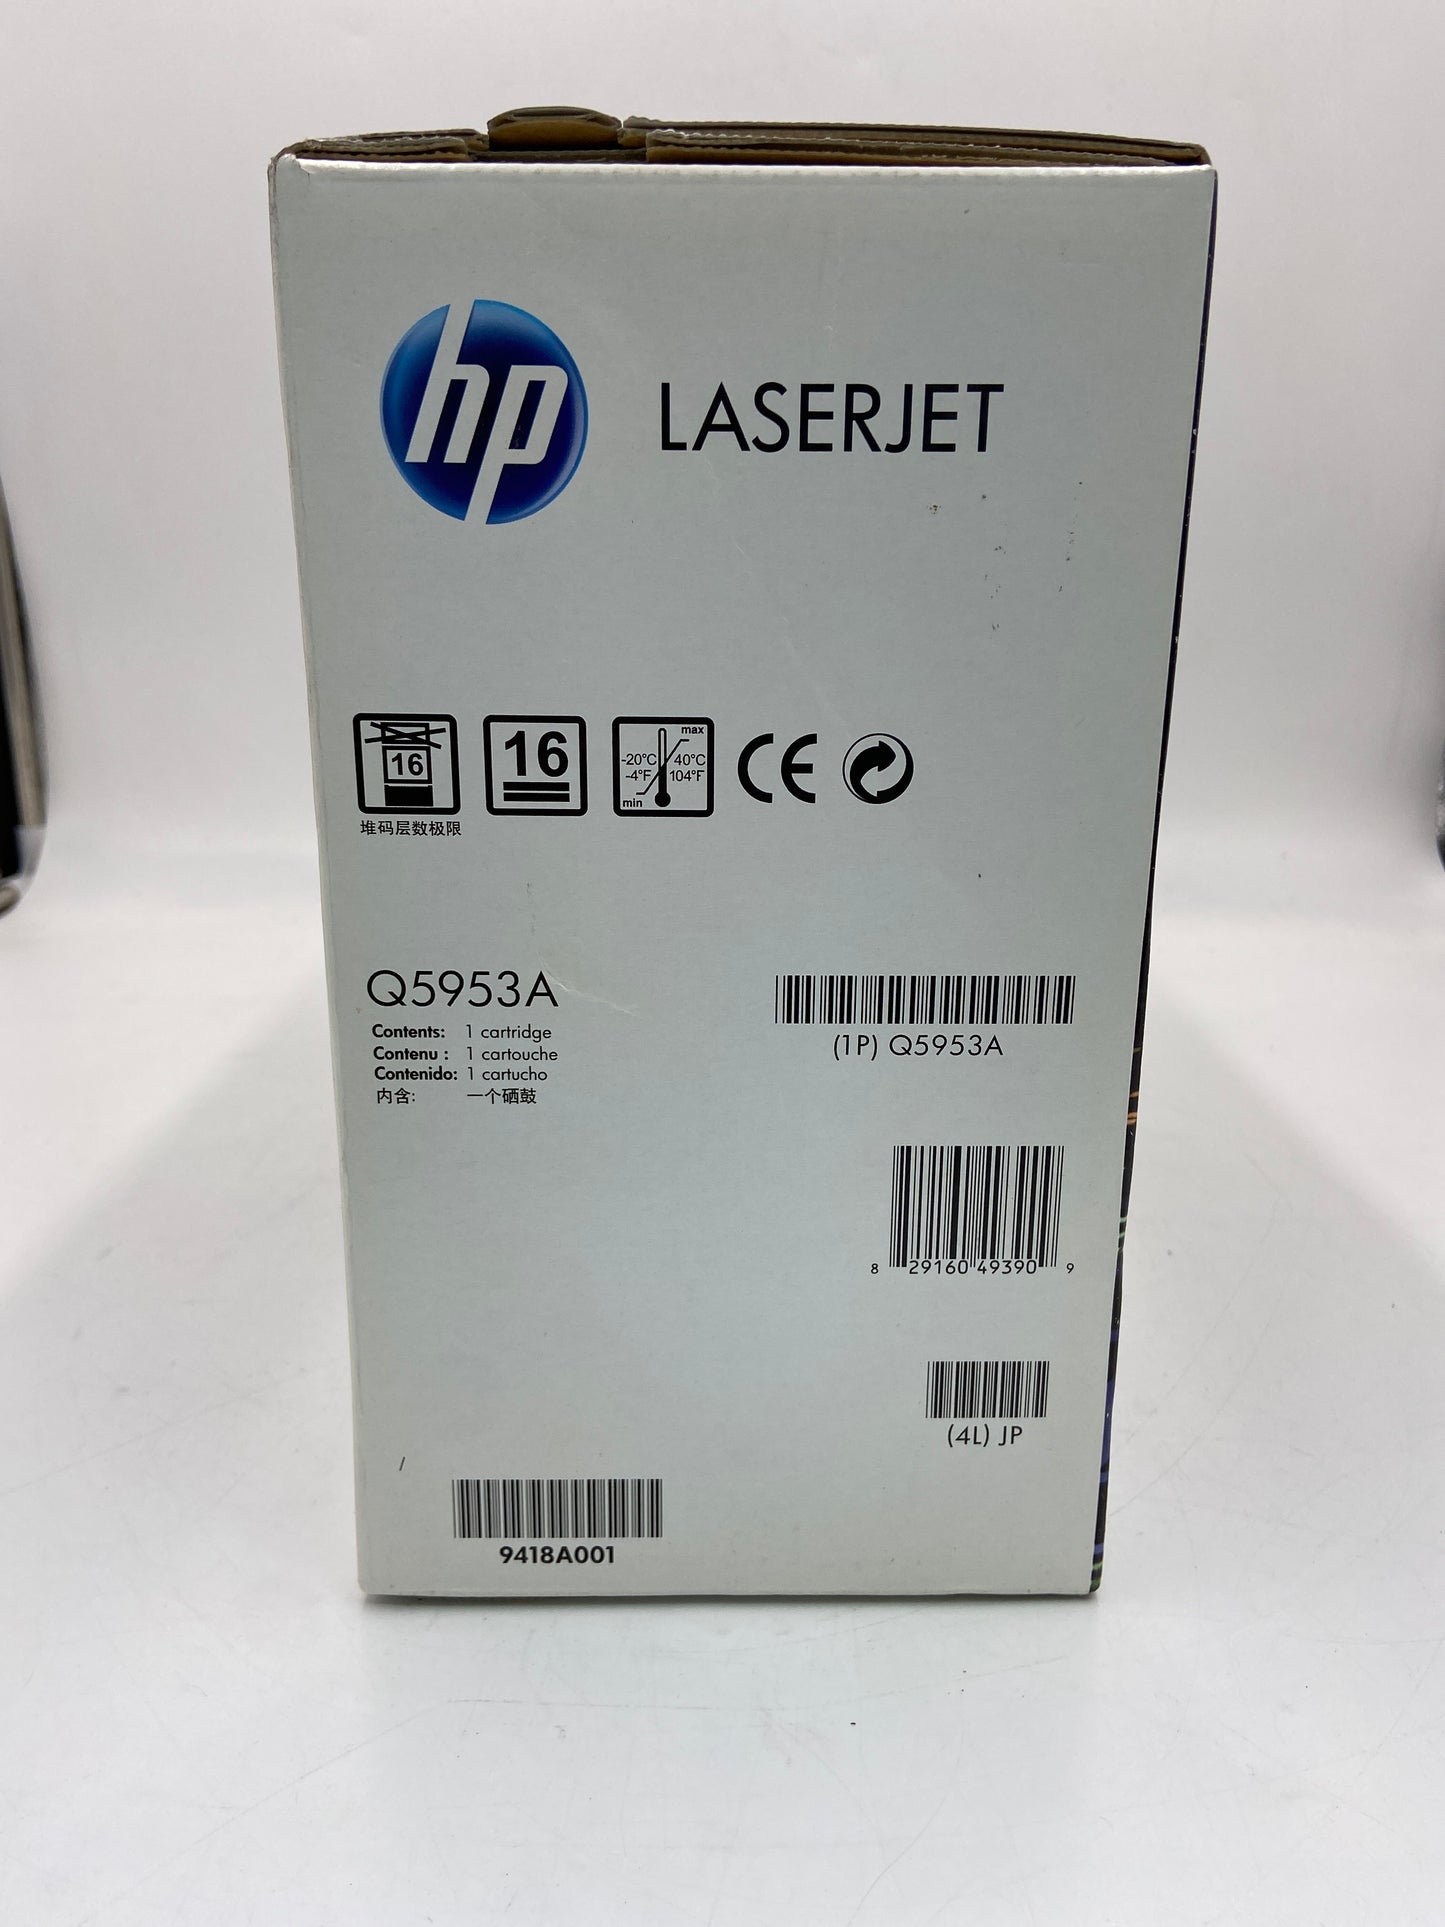 hp LASERJET
16
16
max
-20°C 40°C
-4°F 104°F
min
CE
堆码层数极限
Q5953A
Contents: 1 cartridge
Contenu : 1 cartouche
Contenido: 1 cartucho
内含: 一个硒鼓
(1P) Q5953A
8 29160 49390 9
(4L) JP
/
9418A001